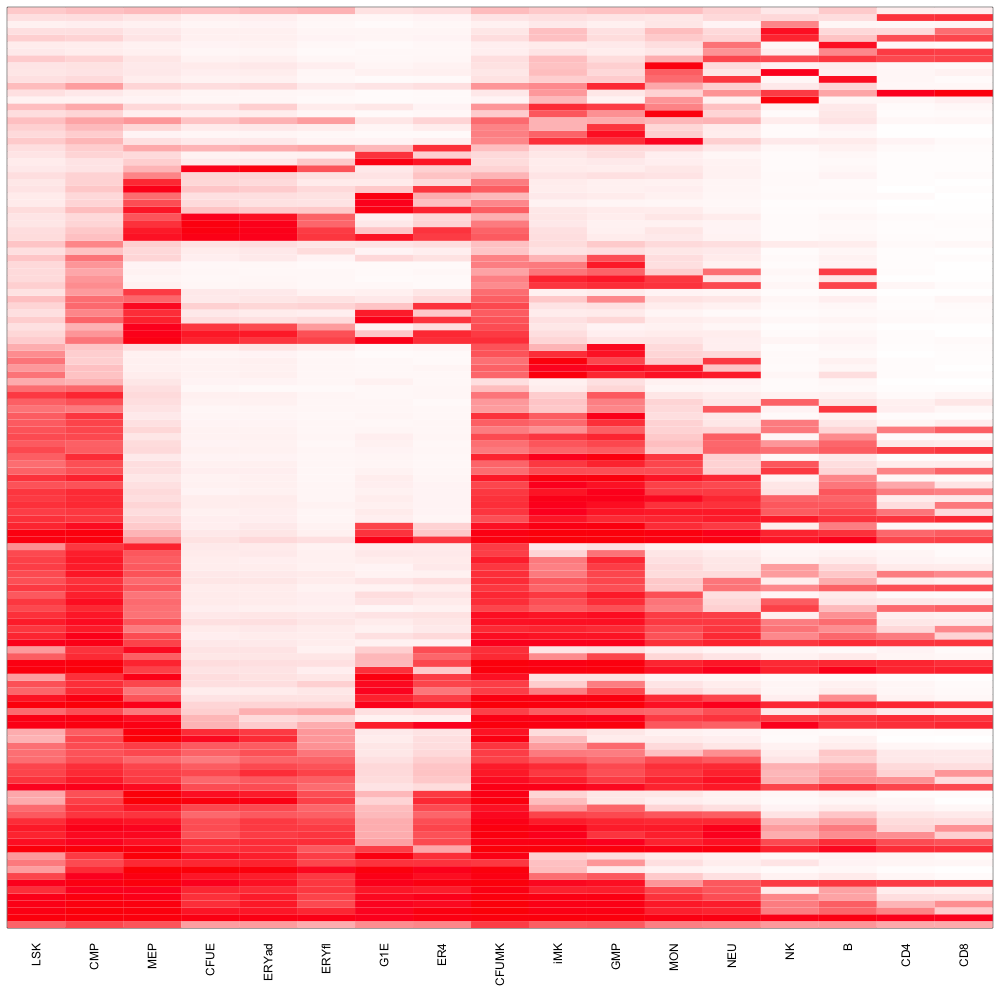 LSK
CMP
MEP
CFUE
ERYad
ERYfl
G1E
ER4
CFUMK
iMK
GMP
MON
NEU
NK
B
CD4
CD8